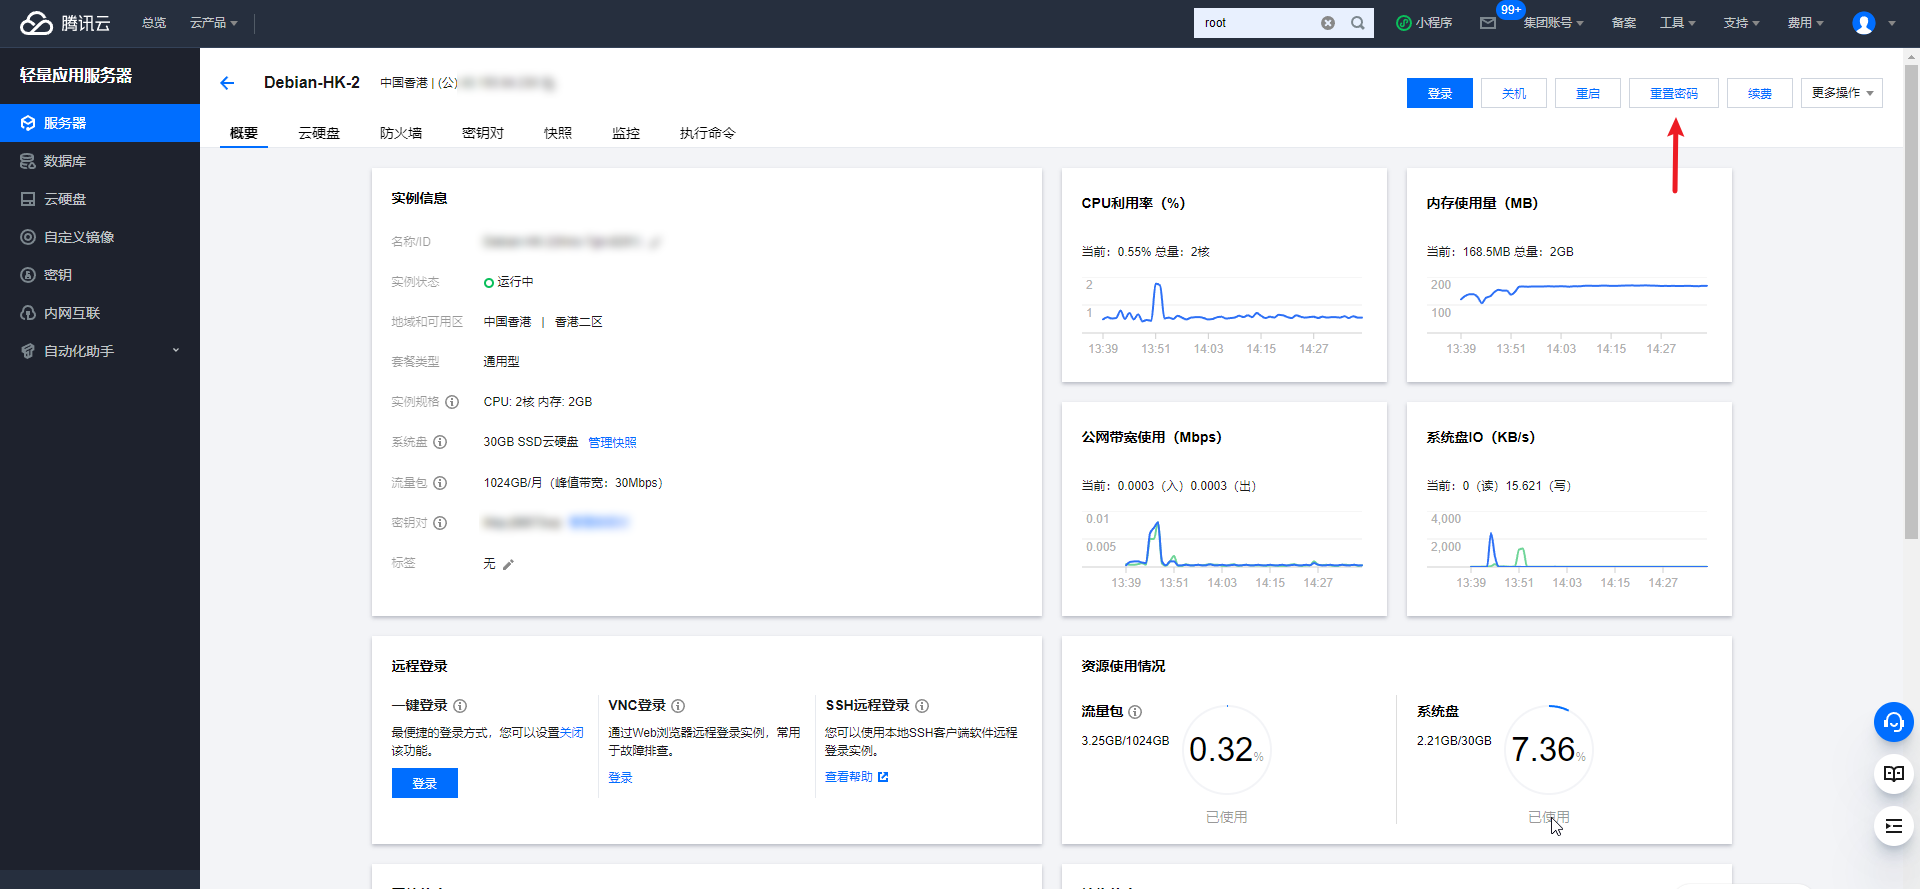 腾讯云
总览
云产品
root
小程序
99+
集团账号
备案
工具
支持
费用
轻量应用服务器
服务器
数据库
云硬盘
自定义镜像
密钥
内网互联
自动化助手
Debian-HK-2
中国香港 | (公)
登录
关机
重启
重置密码
续费
更多操作
概要
云硬盘
防火墙
密钥对
快照
监控
执行命令
实例信息
名称/ID
实例状态
运行中
地域和可用区
中国香港 | 香港二区
套餐类型
通用型
实例规格
CPU: 2核 内存: 2GB
系统盘
30GB SSD云硬盘 管理快照
流量包
1024GB/月（峰值带宽：30Mbps）
密钥对
标签
无
CPU利用率（%）
当前：0.55% 总量：2核
2
1
13:39 13:51 14:03 14:15 14:27
内存使用量（MB）
当前：168.5MB 总量：2GB
200
100
13:39 13:51 14:03 14:15 14:27
公网带宽使用（Mbps）
当前：0.0003（入）0.0003（出）
0.01
0.005
13:39 13:51 14:03 14:15 14:27
系统盘IO（KB/s）
当前：0（读）15.621（写）
4,000
2,000
13:39 13:51 14:03 14:15 14:27
远程登录
一键登录
最便捷的登录方式，您可以设置关闭
该功能。
登录
VNC登录
通过Web浏览器远程登录实例，常用
于故障排查。
登录
SSH远程登录
您可以使用本地SSH客户端软件远程
登录实例。
查看帮助
资源使用情况
流量包
3.25GB/1024GB
0.32%
已使用
系统盘
2.21GB/30GB
7.36%
已使用